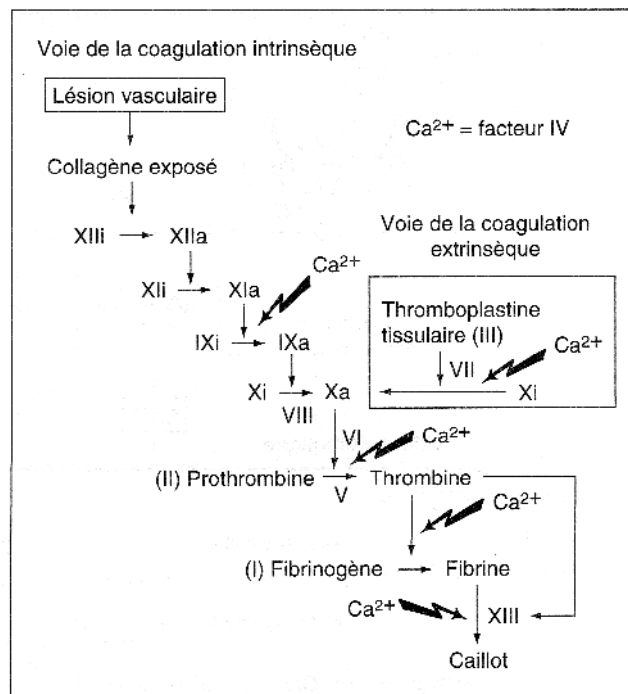 Voie de la coagulation intrinsèque
Lésion vasculaire
Ca2+ = facteur IV
Collagène exposé
Voie de la coagulation
extrinsèque
XIIi XIIa
Ca2+
XIi XIa
Thromboplastine
tissulaire (III)
Ca2+
IXi IXa
VII
Xi Xa
Xi
VIII
VI Ca2+
(II) Prothrombine Thrombine
V
Ca2+
(I) Fibrinogène Fibrine
Ca2+ XIII
Caillot